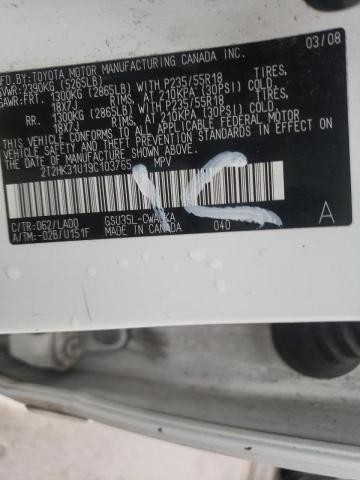 MFD.BY: TOYOTA MOTOR MANUFACTURING CANADA INC. 03/08
GVWR: 2390KG (5265LB)
GAWR: FRT. 1300KG (2865LB) WITH P235/55R18 TIRES,
18X7J RIMS, AT 210KPA (30PSI) COLD
RR. 1300KG (2865LB) WITH P235/55R18 TIRES,
18X7J RIMS, AT 210KPA (30PSI) COLD
THIS VEHICLE CONFORMS TO ALL APPLICABLE FEDERAL MOTOR
VEHICLE SAFETY AND THEFT PREVENTION STANDARDS IN
EFFECT ON THE DATE OF MANUFACTURE SHOWN ABOVE.
2T2HK31U19C103765 MPV
C/TR: 062/LA00 GSU35L- A
A/TM: -02B/U151F MADE IN CANADA 040